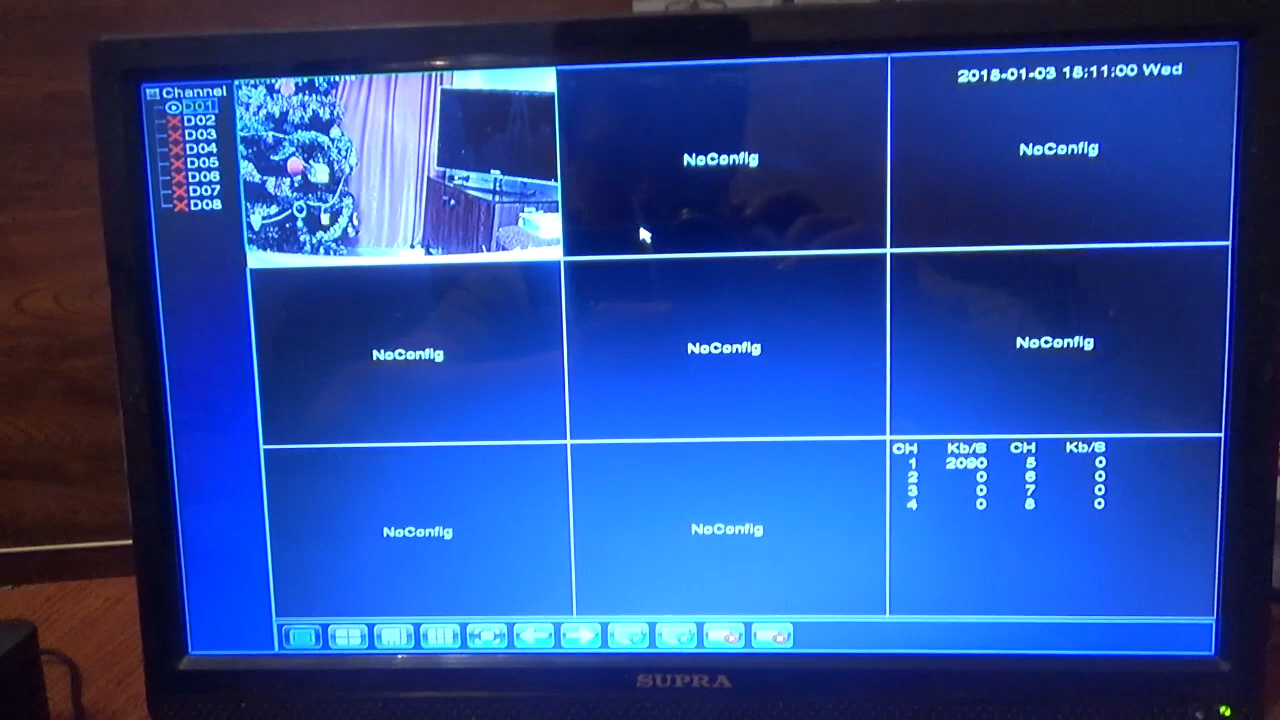 Channel
D01
D02
D03
D04
D05
D06
D07
D08
2018-01-03 15:11:00 Wed
NoConfig
NoConfig
NoConfig
NoConfig
NoConfig
NoConfig
NoConfig
CH Kb/S CH Kb/S
1 2090 5 0
2 0 6 0
3 0 7 0
4 0 8 0
SUPRA